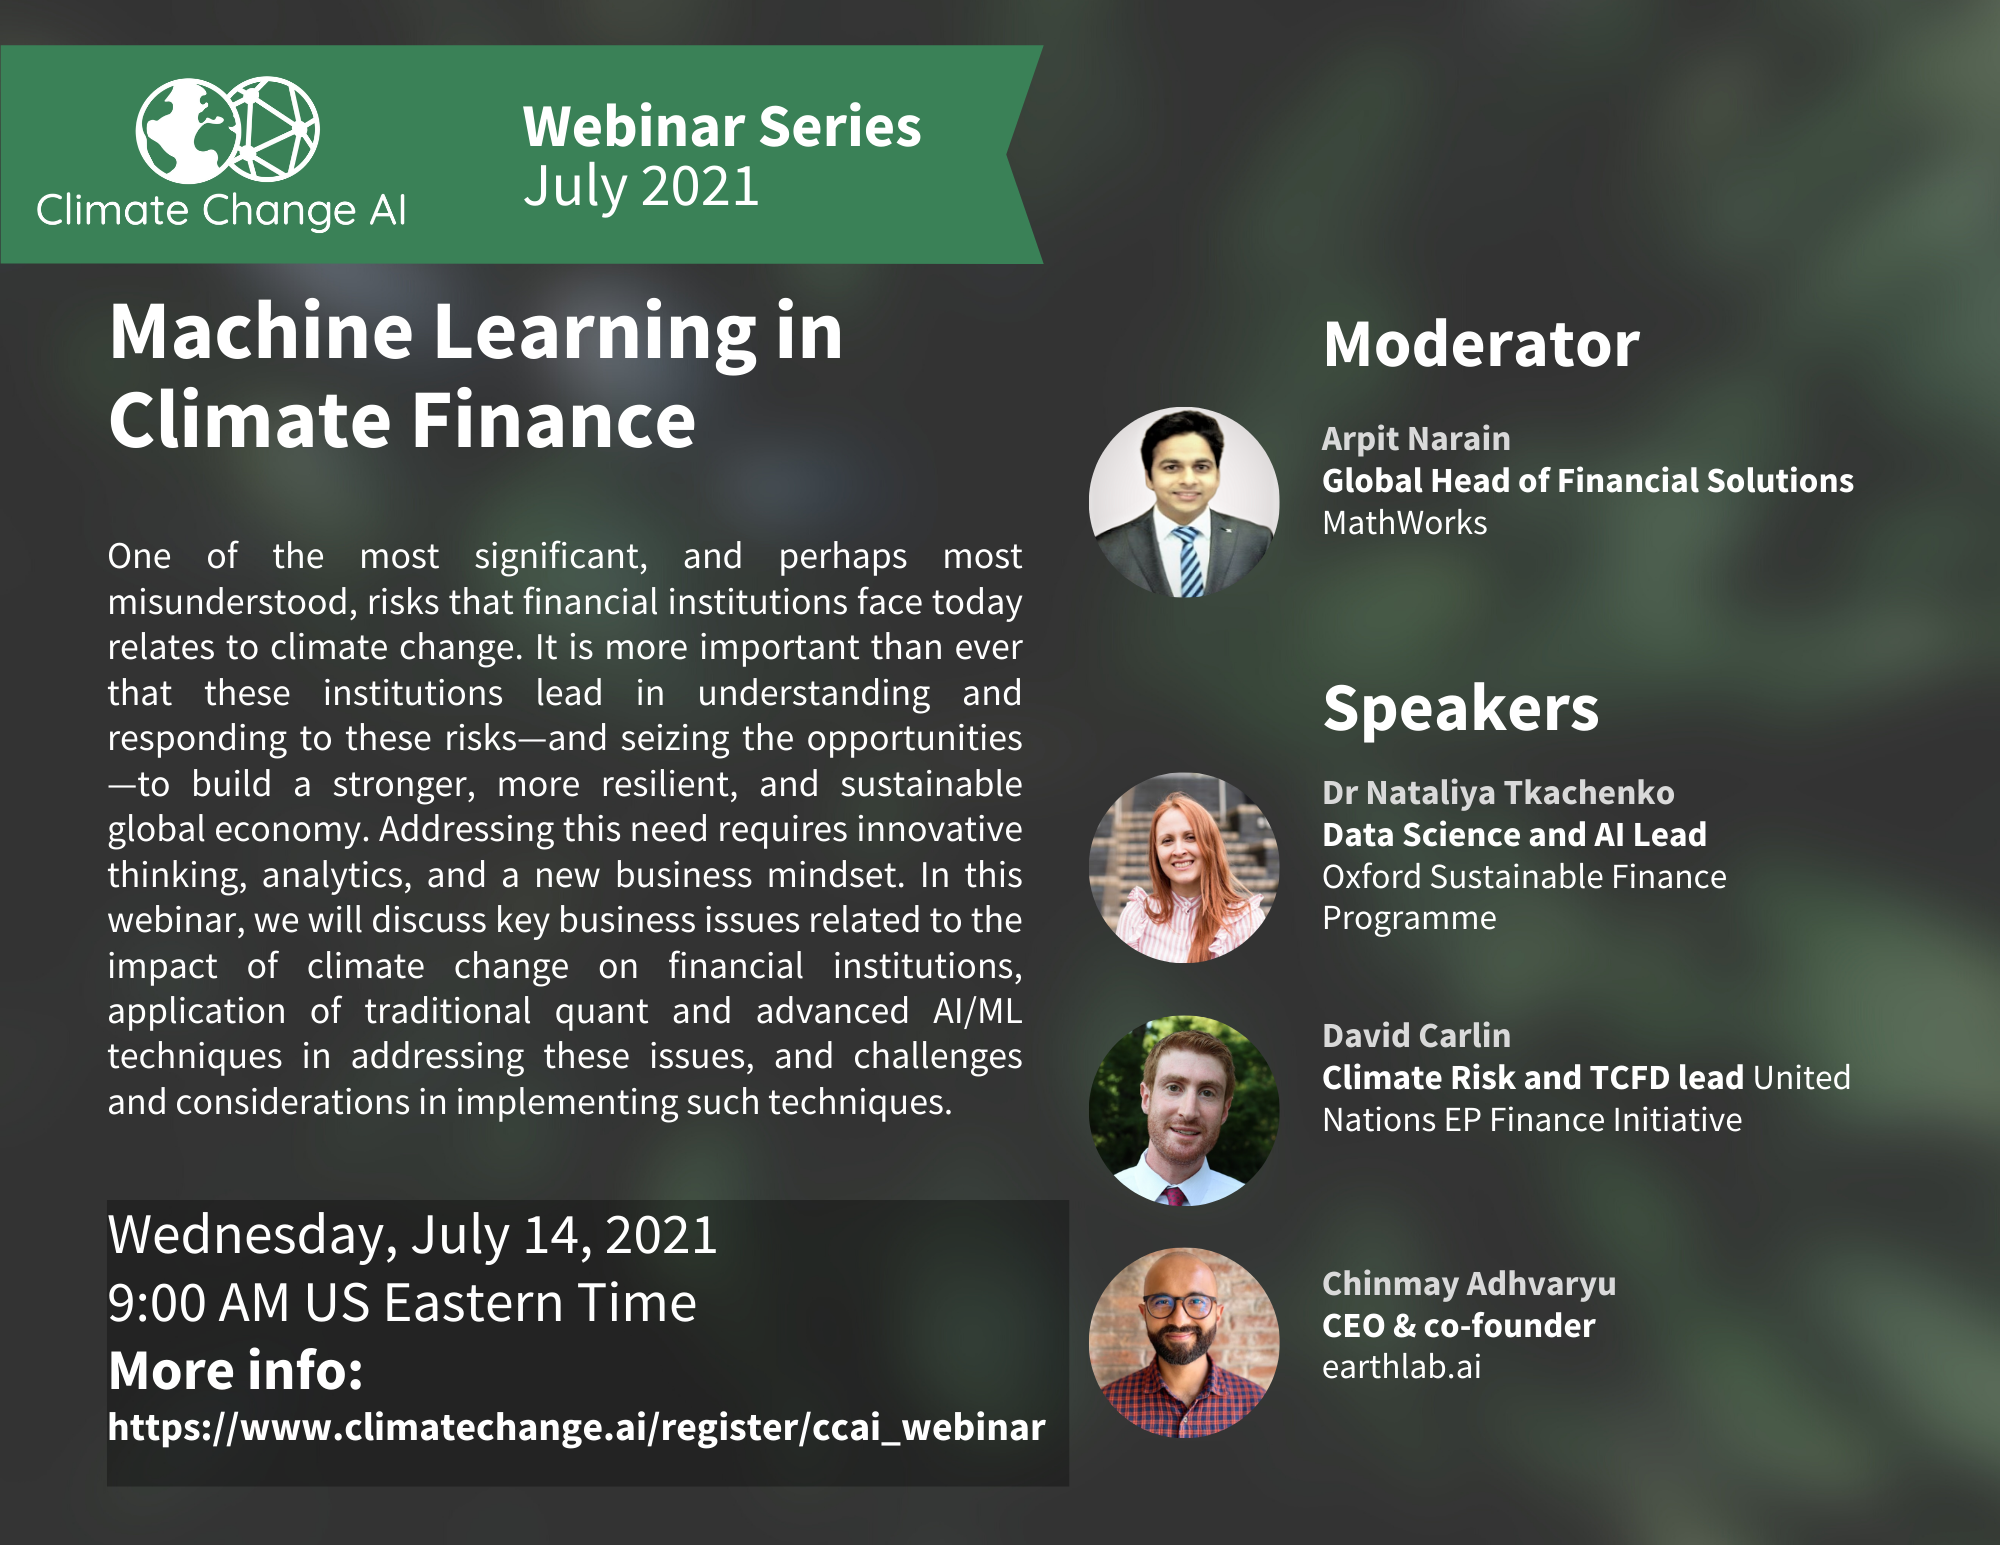 Climate Change AI
Webinar Series
July 2021
Machine Learning in
Climate Finance
One of the most significant, and perhaps most
misunderstood, risks that financial institutions face today
relates to climate change. It is more important than ever
that these institutions lead in understanding and
responding to these risks—and seizing the opportunities
—to build a stronger, more resilient, and sustainable
global economy. Addressing this need requires innovative
thinking, analytics, and a new business mindset. In this
webinar, we will discuss key business issues related to the
impact of climate change on financial institutions,
application of traditional quant and advanced AI/ML
techniques in addressing these issues, and challenges
and considerations in implementing such techniques.
Wednesday, July 14, 2021
9:00 AM US Eastern Time
More info:
https://www.climatechange.ai/register/ccai_webinar
Moderator
Arpit Narain
Global Head of Financial Solutions
MathWorks
Speakers
Dr Nataliya Tkachenko
Data Science and AI Lead
Oxford Sustainable Finance
Programme
David Carlin
Climate Risk and TCFD lead United
Nations EP Finance Initiative
Chinmay Adhvaryu
CEO & co-founder
earthlab.ai